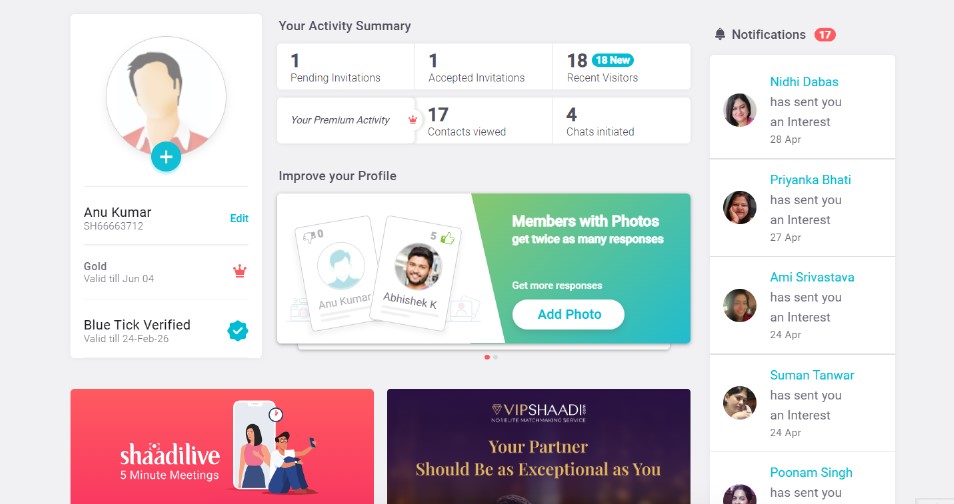 Your Activity Summary
1
Pending Invitations
1
Accepted Invitations
18 18 New
Recent Visitors
Your Premium Activity
17
Contacts viewed
4
Chats initiated
Anu Kumar
SH66663712
Edit
Gold
Valid till Jun 04
Blue Tick Verified
Valid till 24-Feb-26
Improve your Profile
0
Anu Kumar
5
Abhishek K
Members with Photos
get twice as many responses
Get more responses
Add Photo
shaadilive
5 Minute Meetings
VIPSHAADI
Your Partner
Should Be as Exceptional as You
Notifications 17
Nidhi Dabas
has sent you
an Interest
28 Apr
Priyanka Bhati
has sent you
an Interest
27 Apr
Ami Srivastava
has sent you
an Interest
24 Apr
Suman Tanwar
has sent you
an Interest
24 Apr
Poonam Singh
has sent you